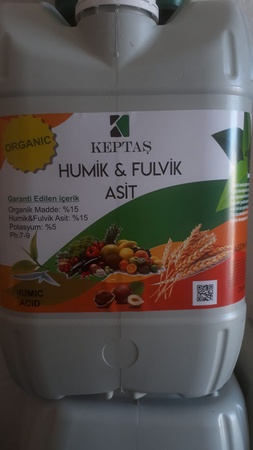 ORGANIC
KEPTAŞ
HUMİK & FULVİK
ASİT
Garanti Edilen içerik
Organik Madde: %15
Humik&Fulvik Asit: %15
Potasyum: %5
Ph:7-9
HUMIC
ACID